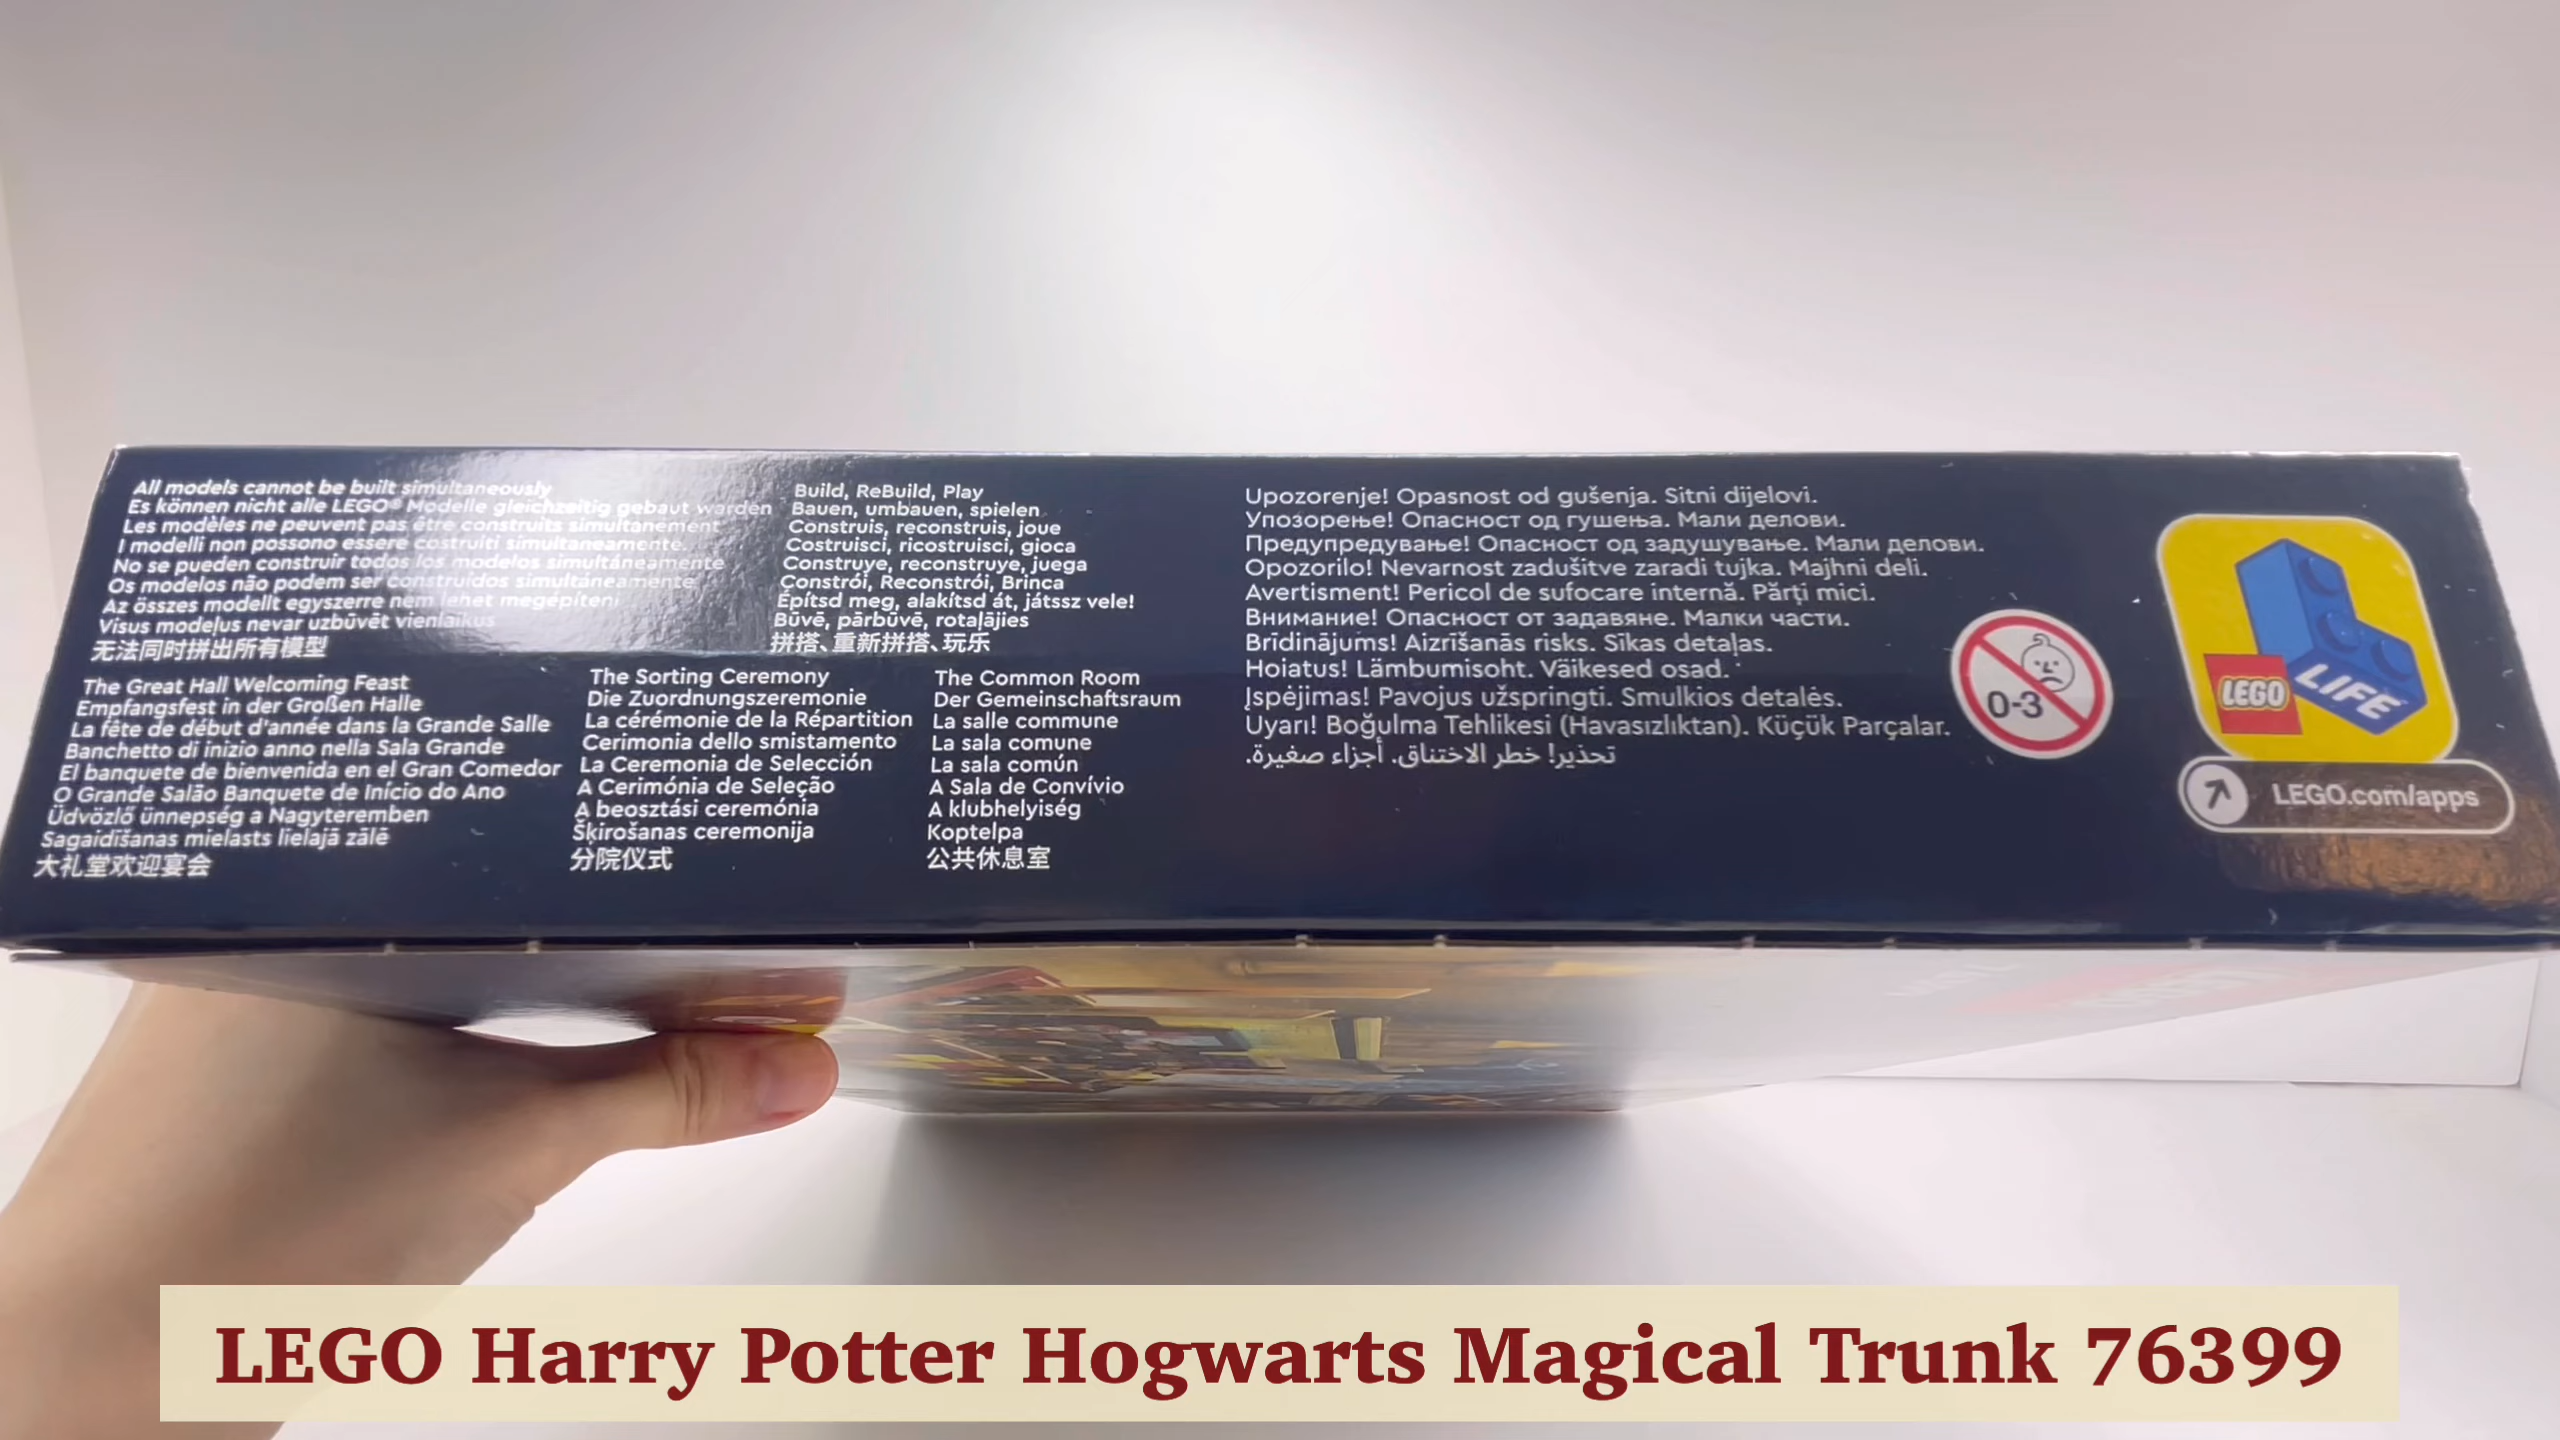 All models cannot be built simultaneously
Es können nicht alle LEGO® Modelle gleichzeitig gebaut warden
Les modèles ne peuvent pas être construits simultanément
I modelli non possono essere costruiti simultaneamente.
No se pueden construir todos los modelos simultáneamente
Os modelos não podem ser construídos simultâneamente
Az összes modellt egyszerre nem lehet megépíteni
Visus modeļus nevar uzbūvēt vienlaikus
无法同时拼出所有模型
Build, ReBuild, Play
Bauen, umbauen, spielen
Construis, reconstruis, joue
Costruisci, ricostruisci, gioca
Construye, reconstruye, juega
Constrói, Reconstrói, Brinca
Építsd meg, alakítsd át, játssz vele!
Būvē, pārbūvē, rotaļājies
拼搭、重新拼搭、玩乐
The Great Hall Welcoming Feast
Empfangsfest in der Großen Halle
La fête de début d'année dans la Grande Salle
Banchetto di inizio anno nella Sala Grande
El banquete de bienvenida en el Gran Comedor
O Grande Salão Banquete de Início do Ano
Üdvözlő ünnepség a Nagyteremben
Sagaidīšanas mielasts lielajā zālē
大礼堂欢迎宴会
The Sorting Ceremony
Die Zuordnungszeremonie
La cérémonie de la Répartition
Cerimonia dello smistamento
La Ceremonia de Selección
A Cerimónia de Seleção
A beosztási ceremónia
Šķirošanas ceremonija
分院仪式
The Common Room
Der Gemeinschaftsraum
La salle commune
La sala comune
La sala común
A Sala de Convívio
A klubhelyiség
Koptelpa
公共休息室
Upozorenje! Opasnost od gušenja. Sitni dijelovi.
Упозорење! Опасност од гушења. Мали делови.
Предупредување! Опасност од задушување. Мали делови.
Opozorilo! Nevarnost zadušitve zaradi tujka. Majhni deli.
Avertisment! Pericol de sufocare internă. Părți mici.
Внимание! Опасност от задавяне. Малки части.
Brīdinājums! Aizrīšanās risks. Sīkas detaļas.
Hoiatus! Lämbumisoht. Väikesed osad.
Įspėjimas! Pavojus užspringti. Smulkios detalės.
Uyarı! Boğulma Tehlikesi (Havasızlıktan). Küçük Parçalar.
تحذير! خطر الاختناق. أجزاء صغيرة.
0-3
LEGO
LIFE
LEGO.com/apps
LEGO Harry Potter Hogwarts Magical Trunk 76399